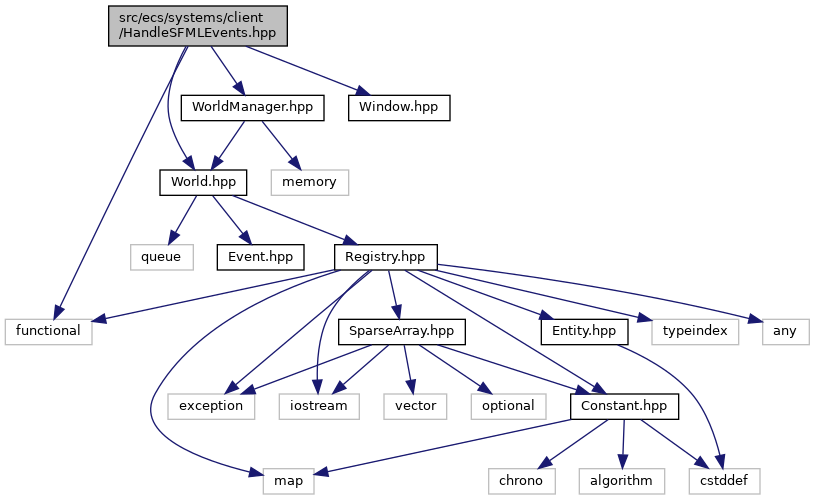 src/ecs/systems/client
/HandleSFMLEvents.hpp
WorldManager.hpp
Window.hpp
World.hpp
memory
queue
Event.hpp
Registry.hpp
functional
SparseArray.hpp
Entity.hpp
typeindex
any
exception
iostream
vector
optional
Constant.hpp
map
chrono
algorithm
cstddef